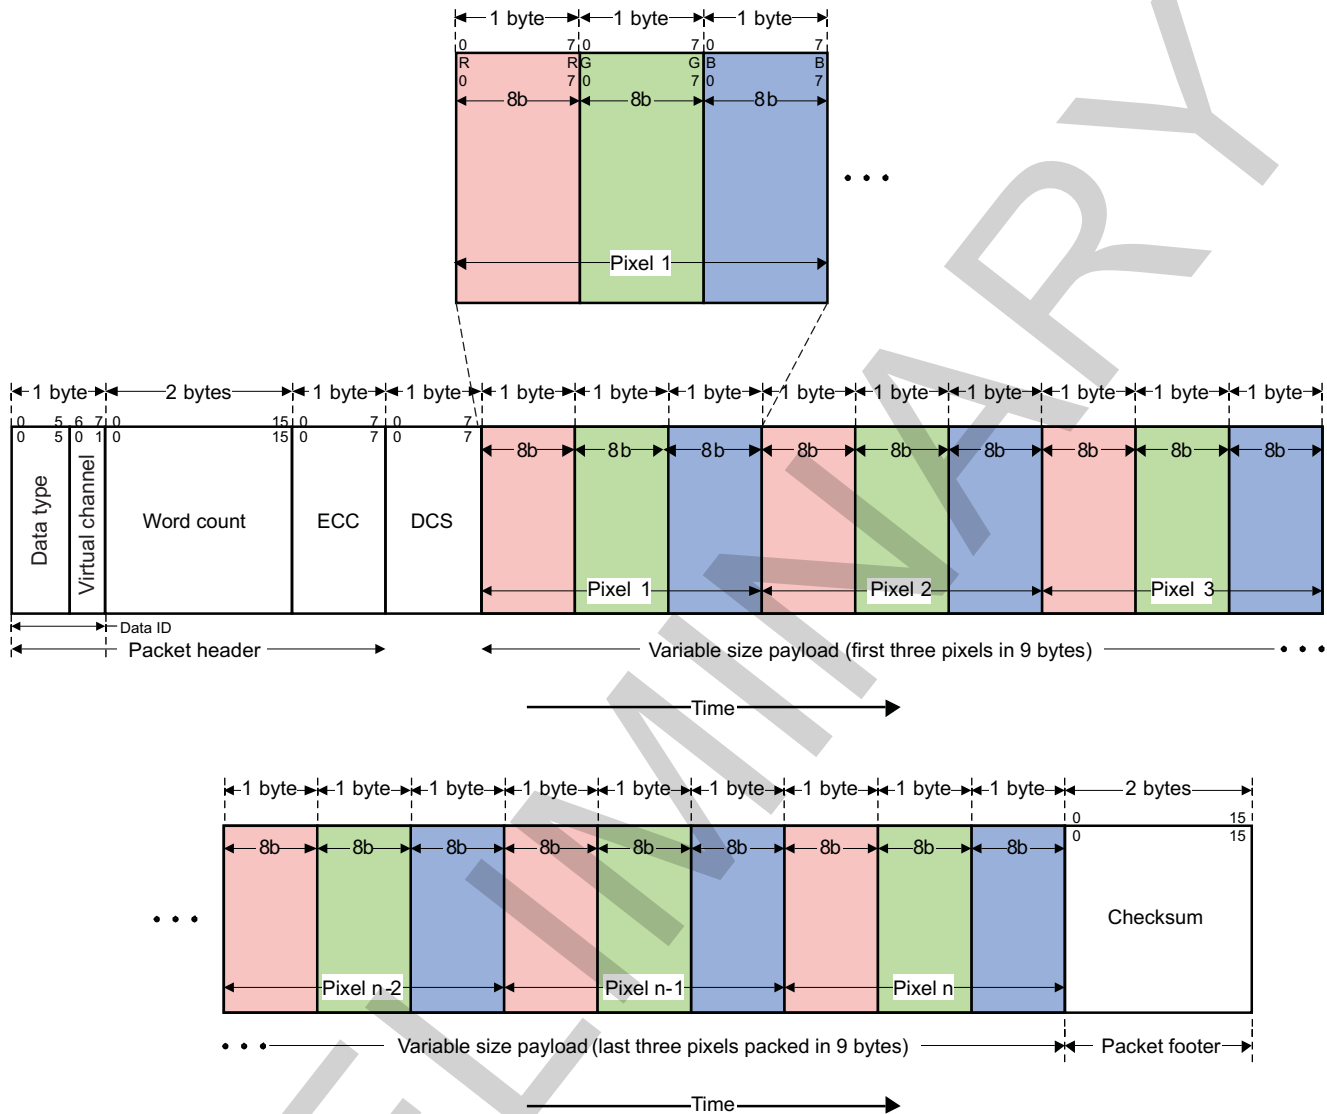 1 byte 1 byte 1 byte
0 7 0 7 0 7
R R G G B B
0 7 0 7 0 7
8b 8b 8b
• • •
Pixel 1
1 byte 2 bytes 1 byte 1 byte 1 byte 1 byte 1 byte 1 byte 1 byte 1 byte 1 byte 1 byte 1 byte
0 5 6 7 0 15 0 7 0 7
0 5 0 1 0 15 0 7 0 7
8b 8b 8b 8b 8b 8b 8b 8b 8b
Data type Virtual channel Word count ECC DCS
Pixel 1 Pixel 2 Pixel 3
Data ID
Packet header Variable size payload (first three pixels in 9 bytes) • • •
Time
1 byte 1 byte 1 byte 1 byte 1 byte 1 byte 1 byte 1 byte 1 byte 2 bytes
0 15
0 15
8b 8b 8b 8b 8b 8b 8b 8b 8b
• • • Checksum
Pixel n-2 Pixel n-1 Pixel n
• • • Variable size payload (last three pixels packed in 9 bytes) Packet footer
Time
ELIMINARY